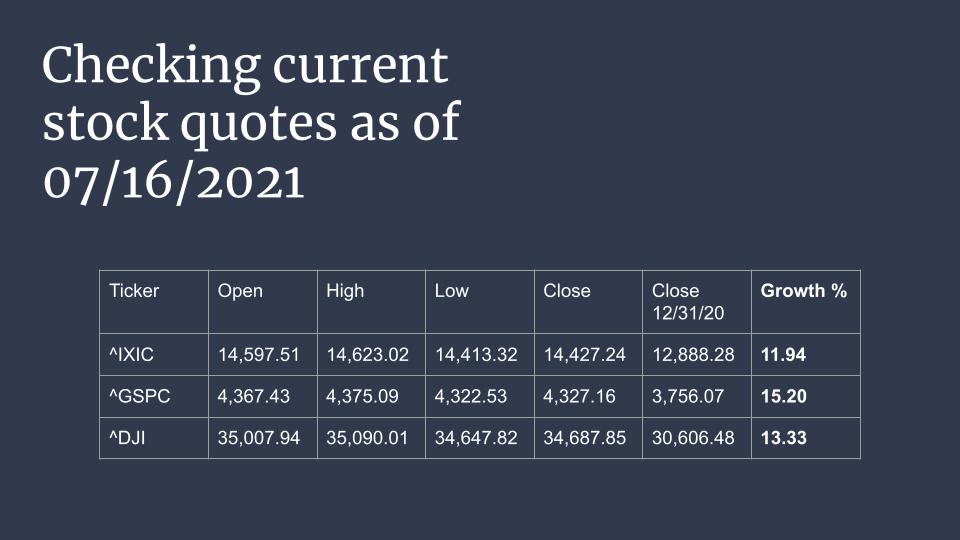 Checking current
stock quotes as of
07/16/2021
Ticker Open High Low Close Close Growth %
12/31/20
^IXIC 14,597.51 14,623.02 14,413.32 14,427.24 12,888.28 11.94
^GSPC 4,367.43 4,375.09 4,322.53 4,327.16 3,756.07 15.20
^DJI 35,007.94 35,090.01 34,647.82 34,687.85 30,606.48 13.33